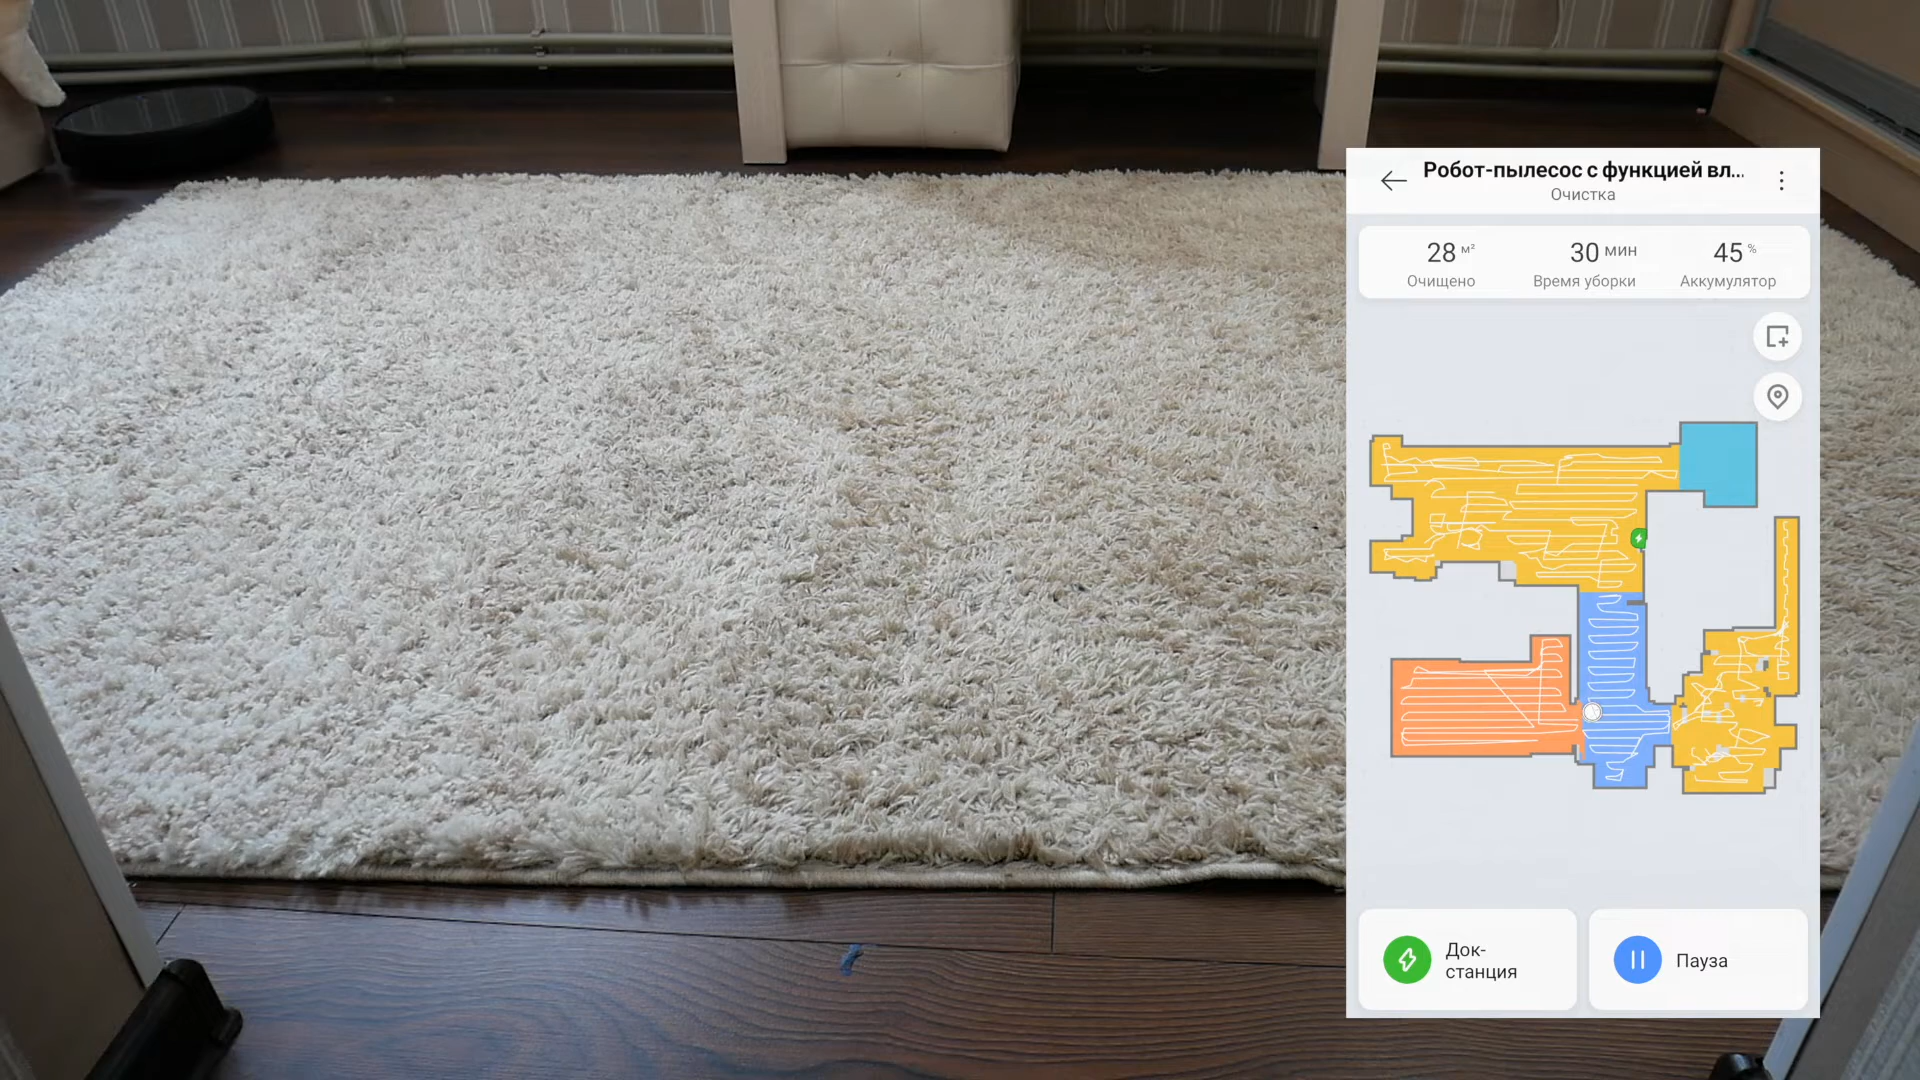 Робот-пылесос с функцией вл...
Очистка
28 м² 30 мин 45 %
Очищено Время уборки Аккумулятор
Док-
станция
Пауза